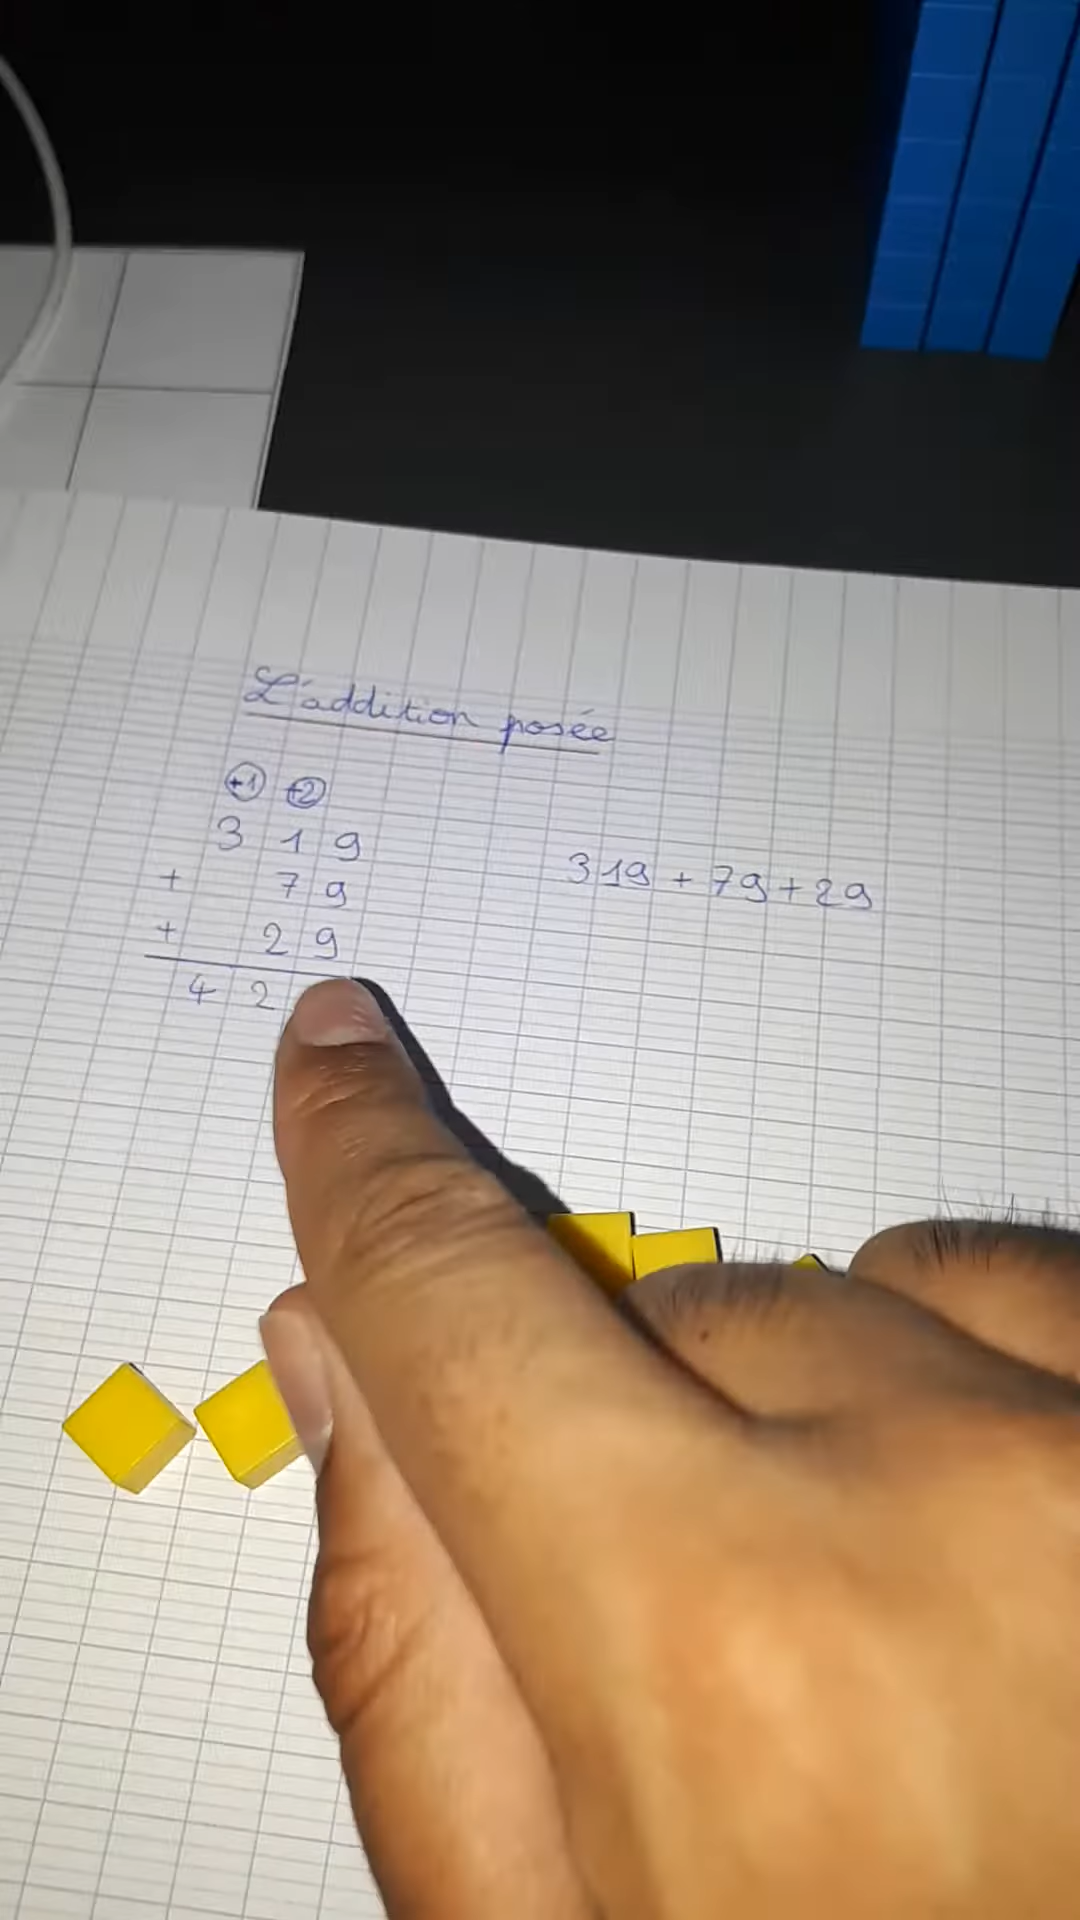 L'addition posée
+1 +2
3 1 9
+ 7 9
+ 2 9
4 2
319 + 79 + 29